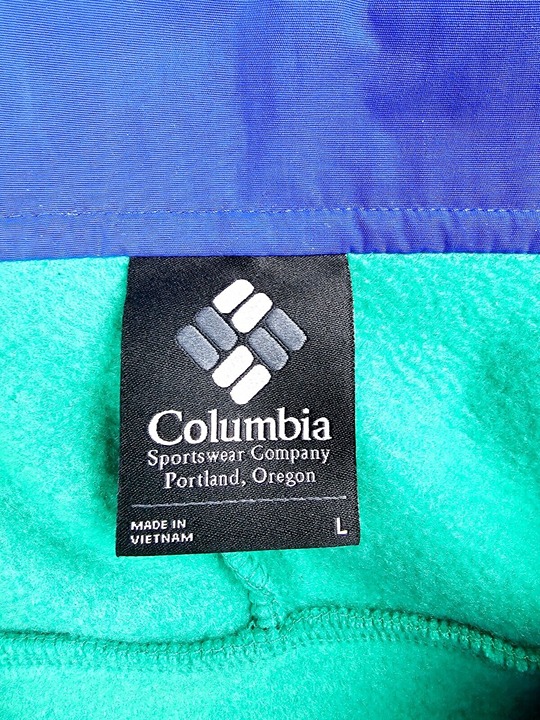 Columbia
Sportswear Company
Portland, Oregon
MADE IN
VIETNAM
L